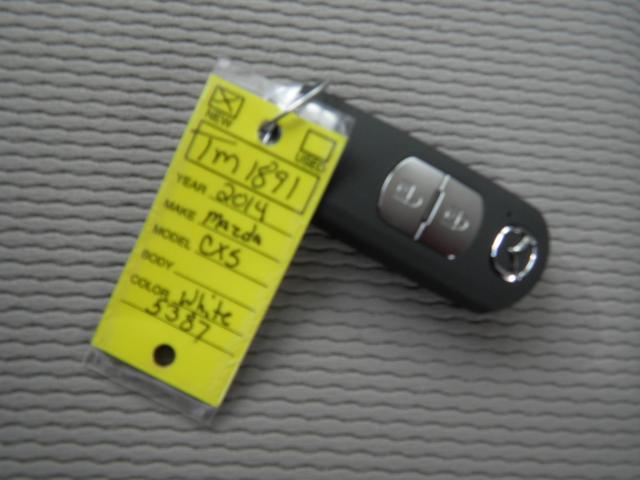 NEW
USED
Tm 1891
YEAR 2014
MAKE mazda
MODEL CX5
BODY
COLOR White
5387